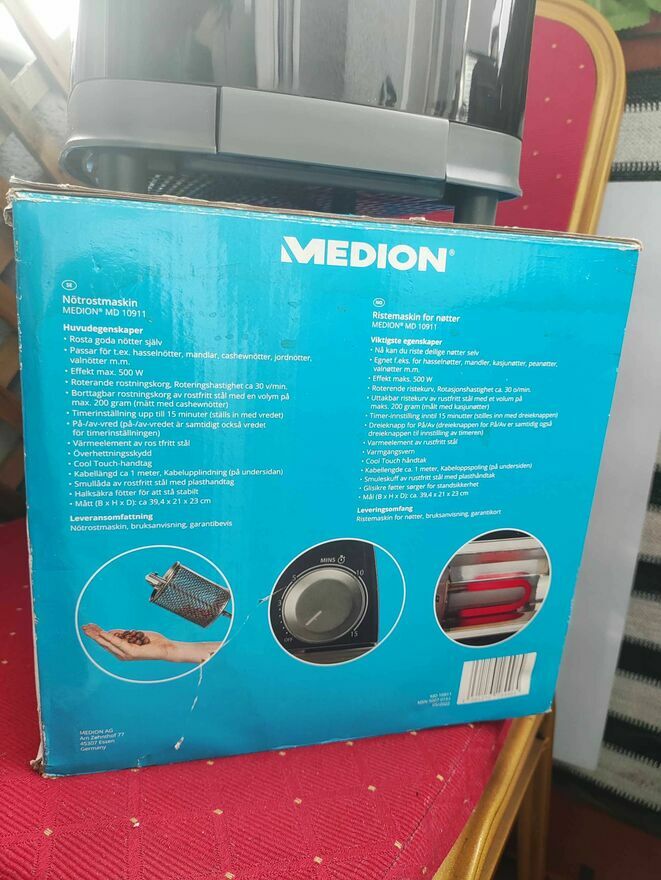 MEDION®
SE
Nötrostmaskin
MEDION® MD 10911
Huvudegenskaper
• Rosta goda nötter själv
• Passar för t.ex. hasselnötter, mandlar, cashewnötter, jordnötter,
valnötter m.m.
• Effekt max. 500 W
• Roterande rostningskorg, Roteringshastighet ca 30 v/min.
• Borttagbar rostningskorg av rostfritt stål med en volym på
max. 200 gram (mätt med cashewnötter)
• Timerinställning upp till 15 minuter (ställs in med vredet)
• På-/av-vred (på-/av-vredet är samtidigt också vredet
för timerinställningen)
• Värmeelement av ros fritt stål
• Överhettningsskydd
• Cool Touch-handtag
• Kabellängd ca 1 meter, Kabelupplindning (på undersidan)
• Smullåda av rostfritt stål med plasthandtag
• Halksäkra fötter för att stå stabilt
• Mått (B x H x D): ca 39,4 x 21 x 23 cm
Leveransomfattning
Nötrostmaskin, bruksanvisning, garantibevis
NO
Ristemaskin for nøtter
MEDION® MD 10911
Viktigste egenskaper
• Nå kan du riste deilige nøtter selv
• Egnet f.eks. for hasselnøtter, mandler, kasjunøtter, peanøtter,
valnøtter m.m.
• Effekt maks. 500 W
• Roterende ristekurv, Rotasjonshastighet ca. 30 o/min.
• Uttakbar ristekurv av rustfritt stål med et volum på
maks. 200 gram (målt med kasjunøtter)
• Timer-innstilling inntil 15 minutter (stilles inn med dreieknappen)
• Dreieknapp for På/Av (dreieknappen for På/Av er samtidig også
dreieknappen til innstilling av timeren)
• Varmeelement av rustfritt stål
• Varmgangsvern
• Cool Touch håndtak
• Kabellengde ca. 1 meter, Kabeloppspoling (på undersiden)
• Smuleskuff av rustfritt stål med plasthåndtak
• Glisikre føtter sørger for standsikkerhet
• Mål (B x H x D): ca. 39,4 x 21 x 23 cm
Leveringsomfang
Ristemaskin for nøtter, bruksanvisning, garantikort
MINS
5
10
15
OFF
MEDION AG
Am Zehnthof 77
45307 Essen
Germany
MD 10911
MSN 5007 0151
05/2022